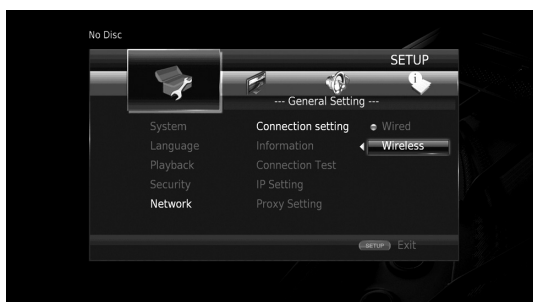 No Disc
SETUP
--- General Setting ---
System Connection setting Wired
Language Information Wireless
Playback Connection Test
Security IP Setting
Network Proxy Setting
SETUP Exit